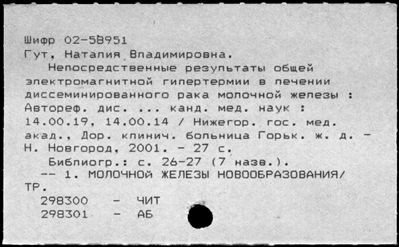 Шифр 02-5В951
Гут, Наталия Владимировна.
Непосредственные результаты общей
электромагнитной гипертермии в лечении
диссеминированного рака молочной железы :
Автореф. дис. ... канд. мед. наук :
14.00.19, 14.00.14 / Нижегор. гос. мед.
акад., Дор. клинич. больница Горьк. ж. д. -
Н. Новгород, 2001. - 27 с.
Библиогр.: с. 26-27 (7 назв.).
-- 1. МОЛОЧНОЙ ЖЕЛЕЗЫ НОВООБРАЗОВАНИЯ/
ТР.
298300 - ЧИТ
298301 - АБ